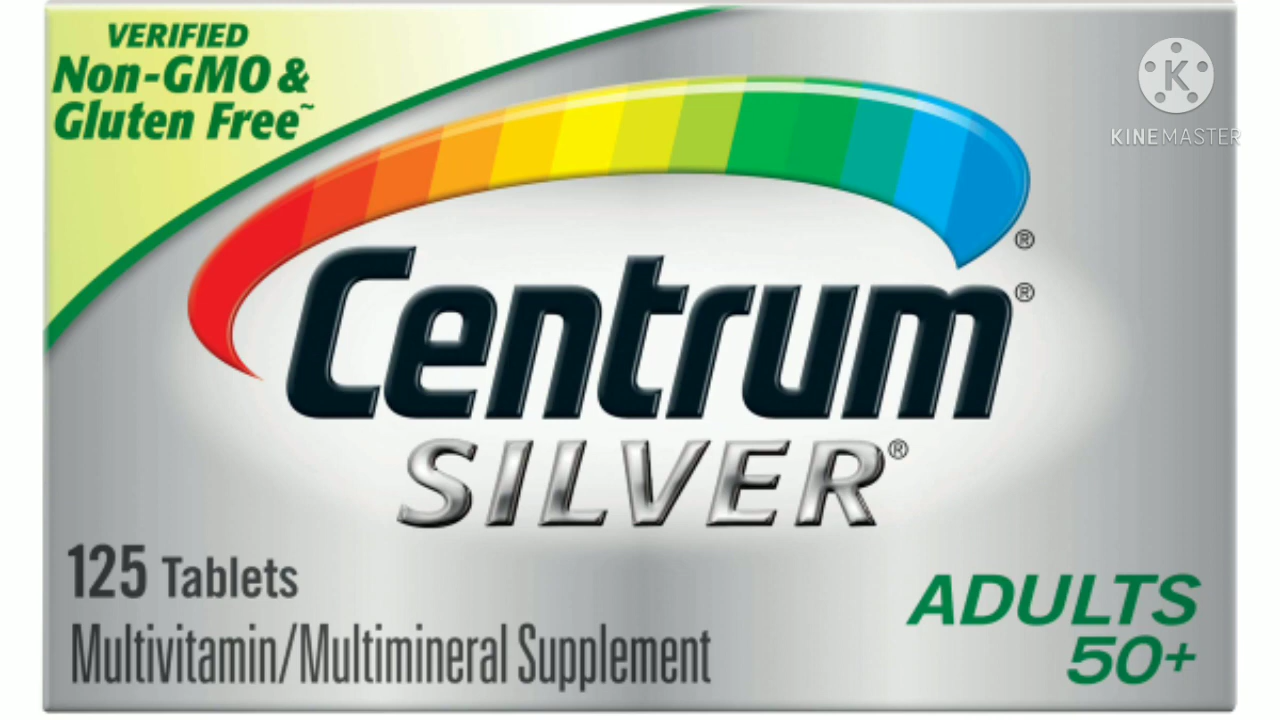 VERIFIED
Non-GMO &
Gluten Free~
K
KINEMASTER
Centrum®
SILVER®
125 Tablets
Multivitamin/Multimineral Supplement
ADULTS
50+